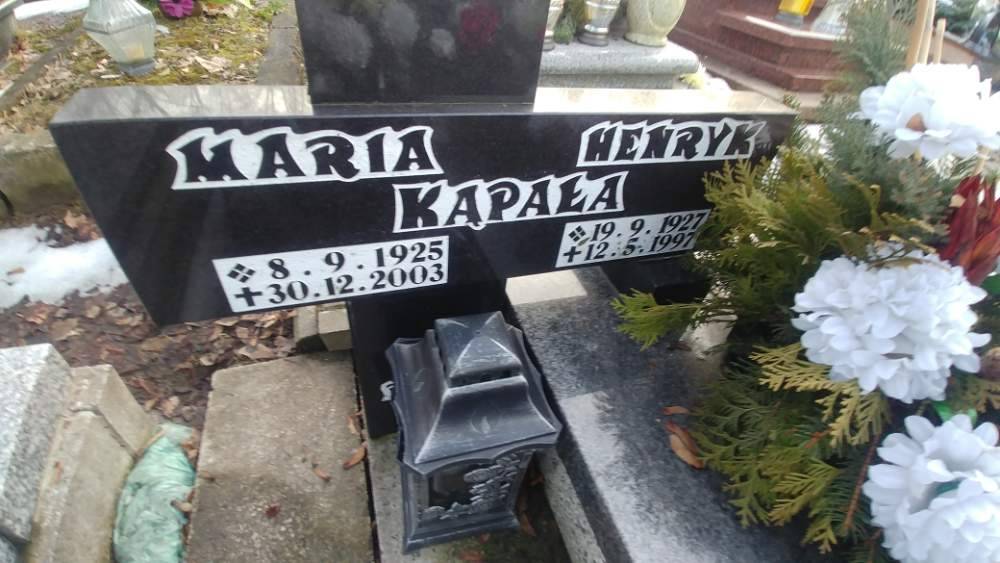 MARIA HENRYK
KĄPAŁA
8.9.1925 19.9.1927
+30.12.2003 +12.5.1997